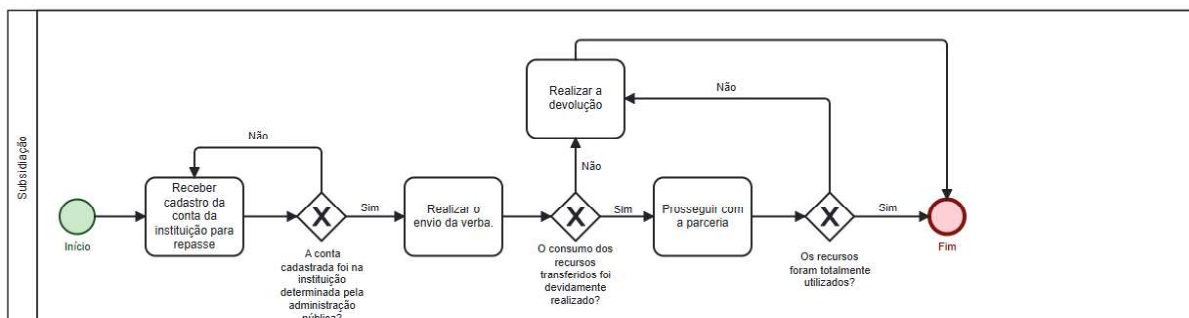 Subsidiação
Início
Receber
cadastro da
conta da
instituição para
repasse
Não
A conta
cadastrada foi na
instituição
determinada pela
administração
pública?
Sim
Realizar o
envio da verba.
O consumo dos
recursos
transferidos foi
devidamente
realizado?
Não
Realizar a
devolução
Sim
Prosseguir com
a parceria
Os recursos
foram totalmente
utilizados?
Não
Sim
Fim